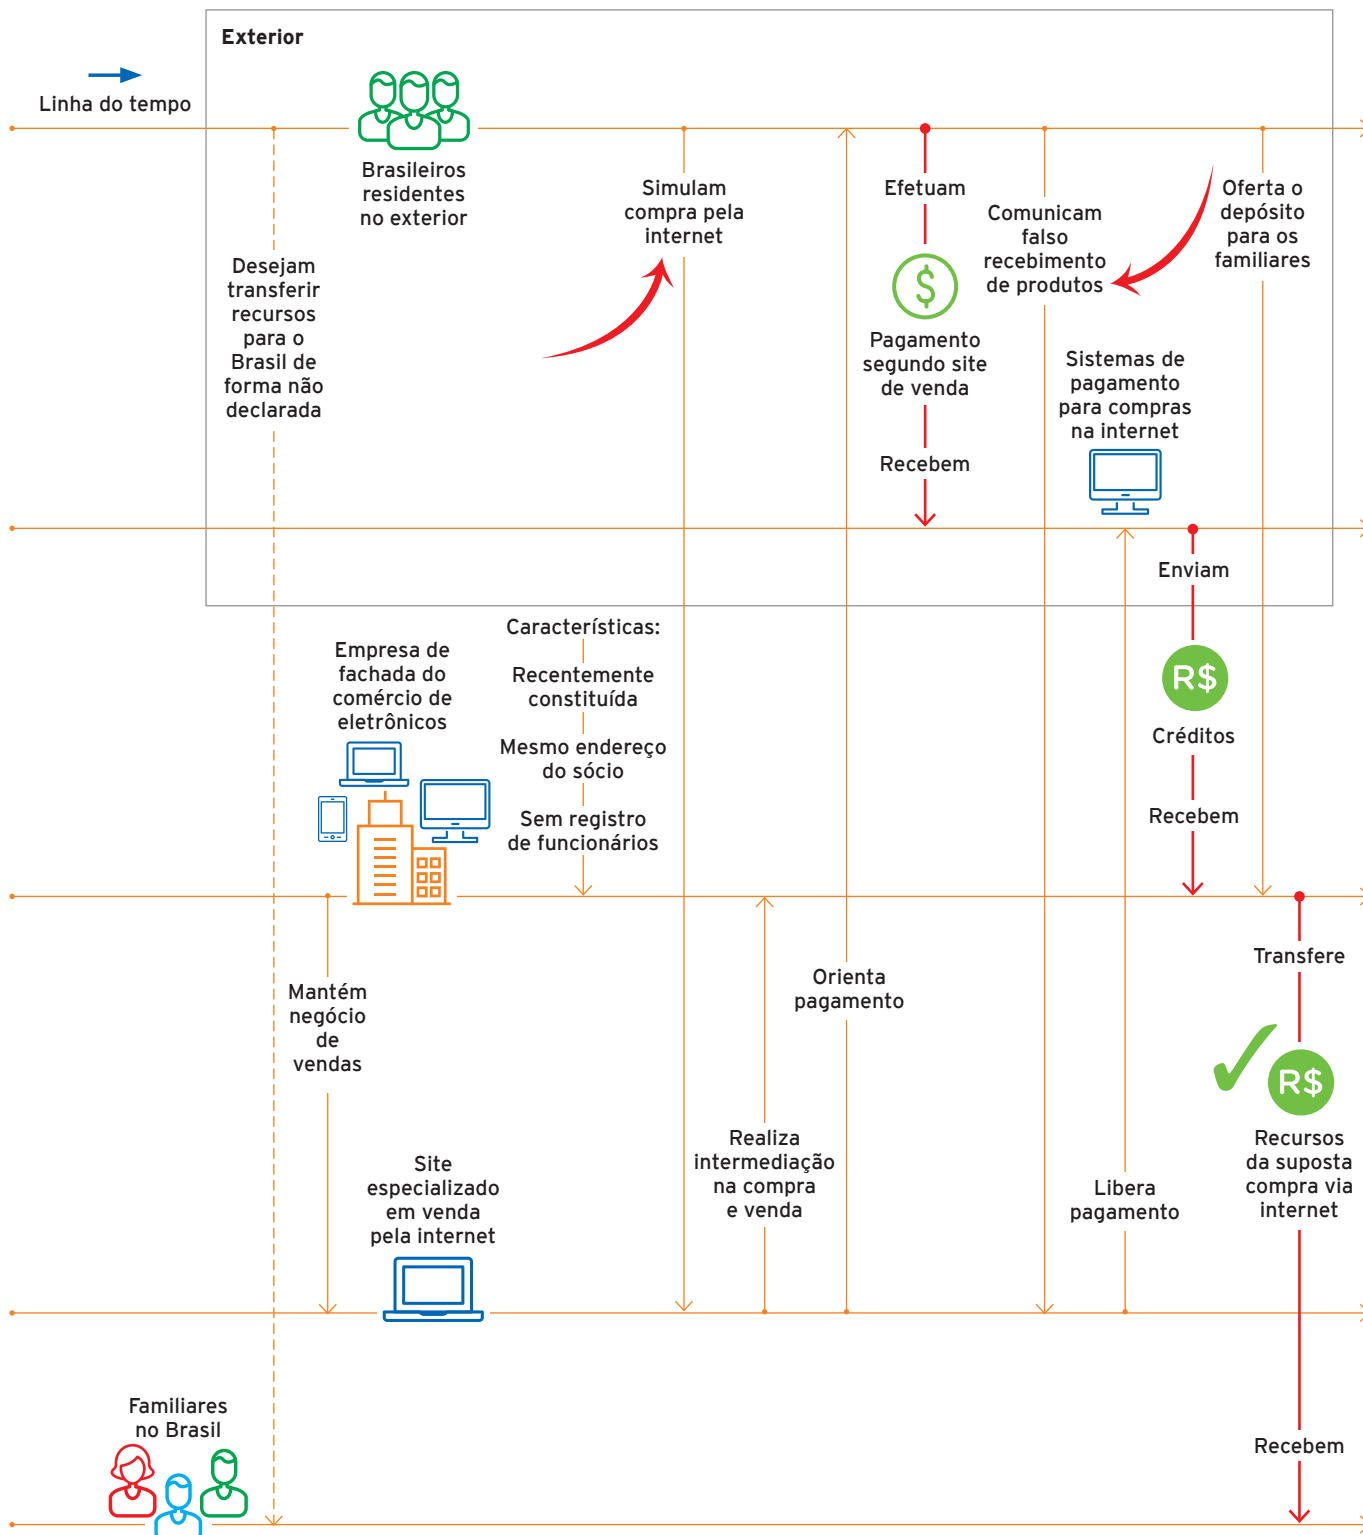 Exterior
Linha do tempo
Brasileiros
residentes
no exterior
Desejam
transferir
recursos
para o
Brasil de
forma não
declarada
Simulam
compra pela
internet
Efetuam
$
Pagamento
segundo site
de venda
Recebem
Comunicam
falso
recebimento
de produtos
Oferta o
depósito
para os
familiares
Sistemas de
pagamento
para compras
na internet
Enviam
R$
Créditos
Recebem
Empresa de
fachada do
comércio de
eletrônicos
Características:
Recentemente
constituída
Mesmo endereço
do sócio
Sem registro
de funcionários
Mantém
negócio
de
vendas
Orienta
pagamento
Transfere
R$
Recursos
da suposta
compra via
internet
Realiza
intermediação
na compra
e venda
Libera
pagamento
Site
especializado
em venda
pela internet
Familiares
no Brasil
Recebem